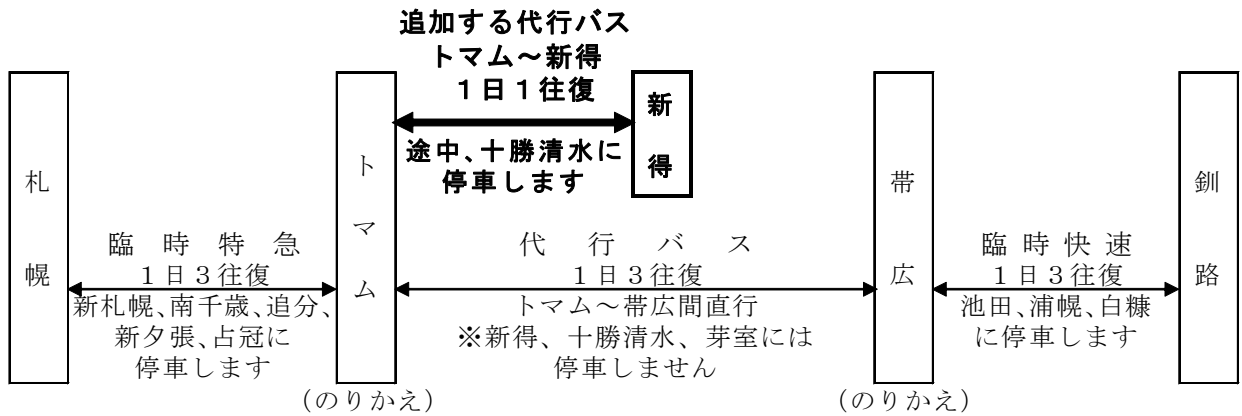 追加する代行バス
トマム～新得
１日１往復
途中、十勝清水に
停車します
新得
札幌
臨時特急
１日３往復
新札幌、南千歳、追分、
新夕張、占冠に
停車します
トマム
(のりかえ)
代行バス
１日３往復
トマム～帯広間直行
※新得、十勝清水、芽室には
停車しません
帯広
(のりかえ)
臨時快速
１日３往復
池田、浦幌、白糠
に停車します
釧路